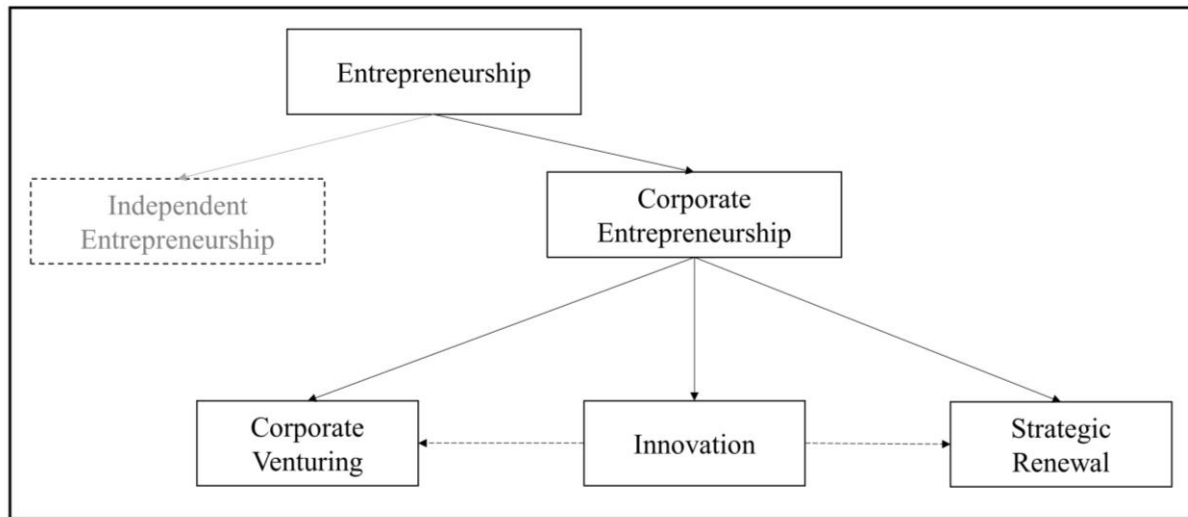 Entrepreneurship
Independent
Entrepreneurship
Corporate
Entrepreneurship
Corporate
Venturing
Innovation
Strategic
Renewal